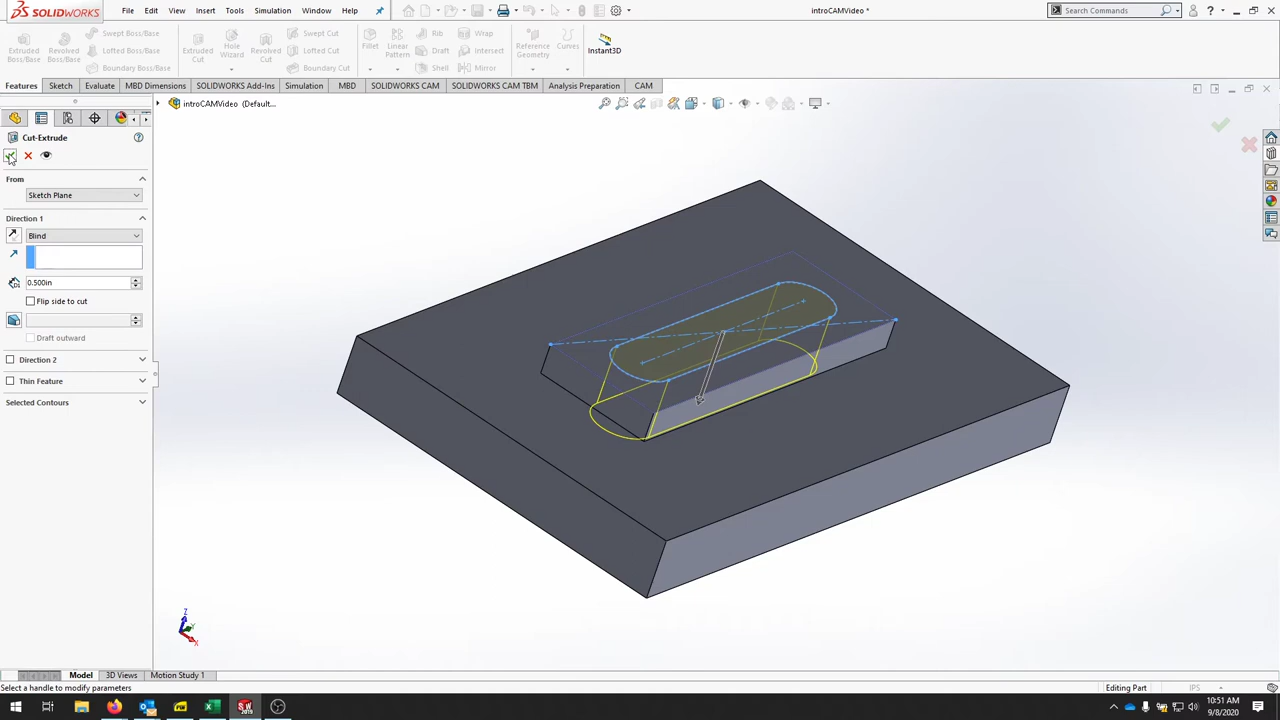 SOLIDWORKS
File Edit View Insert Tools Simulation Window Help
introCAMVideo *
Search Commands
Extruded Boss/Base
Revolved Boss/Base
Swept Boss/Base
Lofted Boss/Base
Boundary Boss/Base
Extruded Cut
Hole Wizard
Revolved Cut
Swept Cut
Lofted Cut
Boundary Cut
Fillet
Linear Pattern
Rib
Draft
Shell
Wrap
Intersect
Mirror
Reference Geometry
Curves
Instant3D
Features Sketch Evaluate MBD Dimensions SOLIDWORKS Add-Ins Simulation MBD SOLIDWORKS CAM SOLIDWORKS CAM TBM Analysis Preparation CAM
introCAMVideo (Default...
Cut-Extrude
From
Sketch Plane
Direction 1
Blind
0.500in
Flip side to cut
Draft outward
Direction 2
Thin Feature
Selected Contours
Z
Y
X
Model 3D Views Motion Study 1
Select a handle to modify parameters
Editing Part
IPS
10:51 AM
9/8/2020